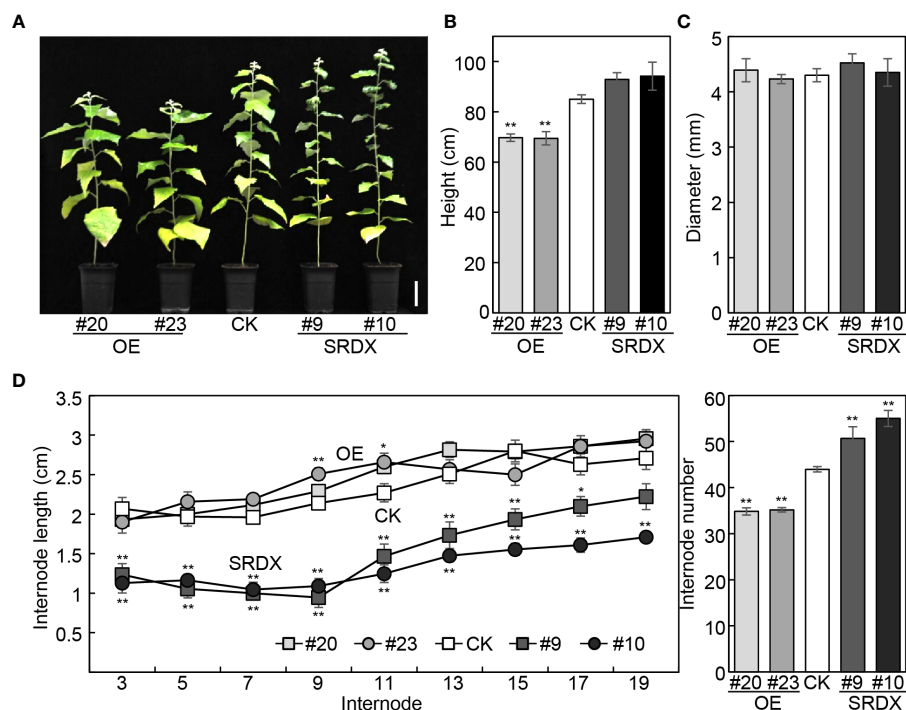 A
#20 #23 CK #9 #10
OE SRDX
B
Height (cm)
100
80
60
40
20
0
** **
#20 #23 CK #9 #10
OE SRDX
C
Diameter (mm)
5
4
3
2
1
0
#20 #23 CK #9 #10
OE SRDX
D
Internode length (cm)
3.5
3
2.5
2
1.5
1
0.5
** OE *
CK
SRDX
** ** ** ** ** ** ** *
** ** ** ** ** ** ** ** **
#20 #23 CK #9 #10
3 5 7 9 11 13 15 17 19
Internode
Internode number
60
50
40
30
20
10
0
** ** ** **
#20 #23 CK #9 #10
OE SRDX